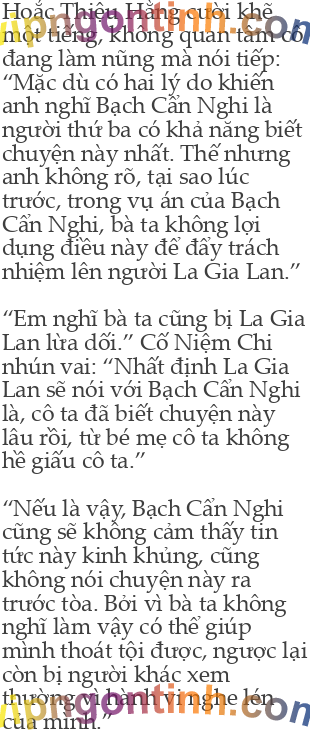 Hoắc Thiệu Hằng cười khẽ
một tiếng, không quan tâm cô
đang làm nũng mà nói tiếp:
“Mặc dù có hai lý do khiến
anh nghĩ Bạch Cẩn Nghi là
người thứ ba có khả năng biết
chuyện này nhất. Thế nhưng
anh không rõ, tại sao lúc
trước, trong vụ án của Bạch
Cẩn Nghi, bà ta không lợi
dụng điều này để đẩy trách
nhiệm lên người La Gia Lan.”
“Em nghĩ bà ta cũng bị La Gia
Lan lừa dối.” Cố Niệm Chi
nhún vai: “Nhất định La Gia
Lan sẽ nói với Bạch Cẩn Nghi
là, cô ta đã biết chuyện này
lâu rồi, từ bé mẹ cô ta không
hề giấu cô ta.”
“Nếu là vậy, Bạch Cẩn Nghi
cũng sẽ không cảm thấy tin
tức này kinh khủng, cũng
không nói chuyện này ra
trước tòa. Bởi vì bà ta không
nghĩ làm vậy có thể giúp
mình thoát tội được, ngược lại
còn bị người khác xem
thường vì hành vi nghe lén
của mình.”
vipngontinh.com
vipngontinh.com